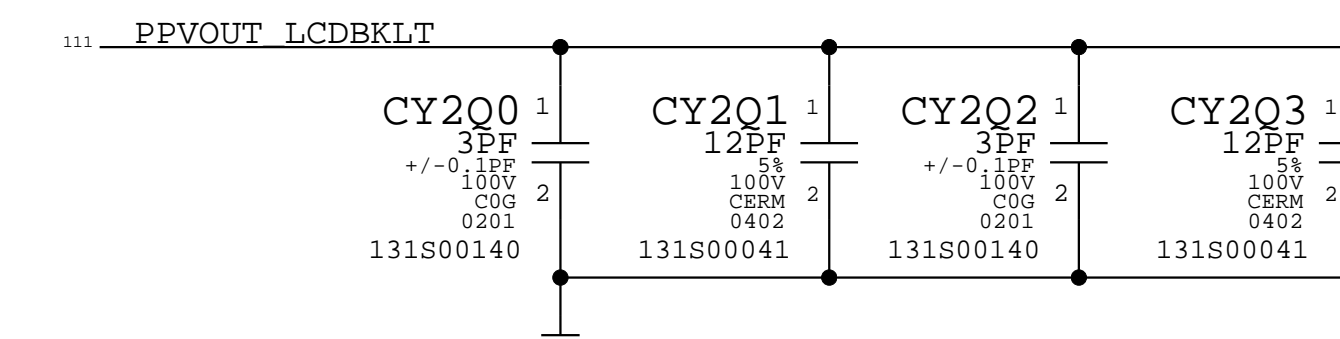 111 PPVOUT_LCDBKLT
CY2Q0 1
3PF
+/-0.1PF
100V
C0G
0201
2
131S00140
CY2Q1 1
12PF
5%
100V
CERM
0402
2
131S00041
CY2Q2 1
3PF
+/-0.1PF
100V
C0G
0201
2
131S00140
CY2Q3 1
12PF
5%
100V
CERM
0402
2
131S00041